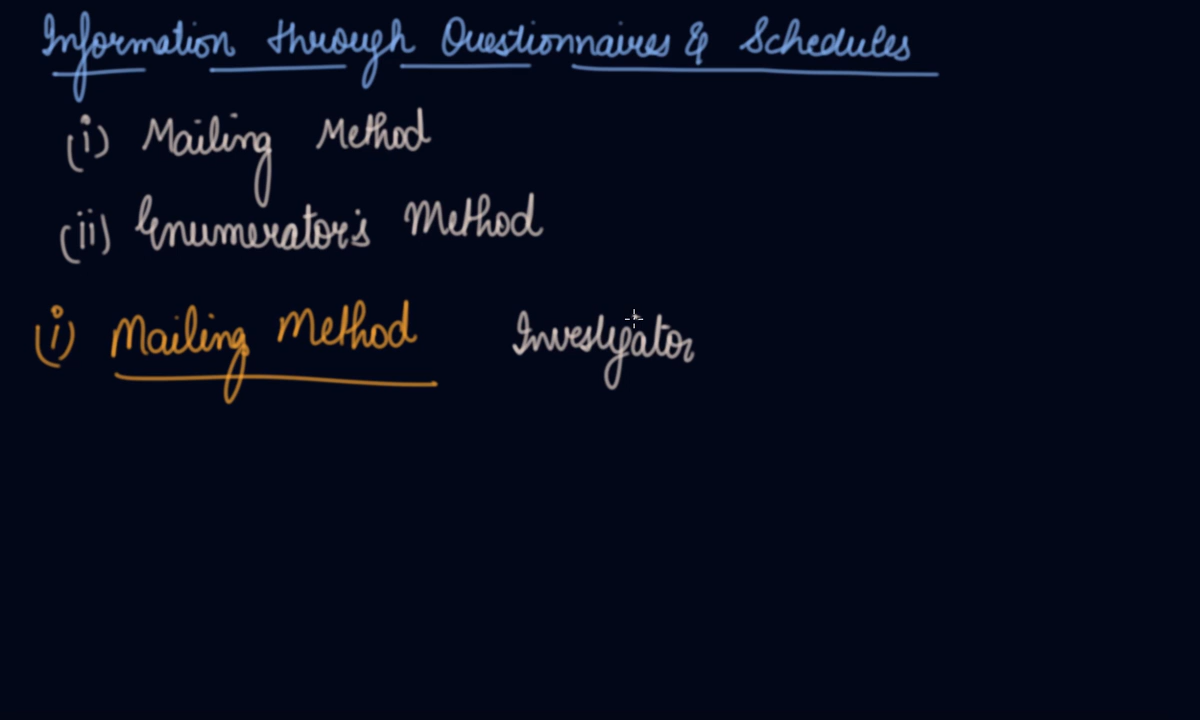 Information through Questionnaires & Schedules
(i) Mailing Method
(ii) Enumerator's Method
(i) Mailing Method Investigator